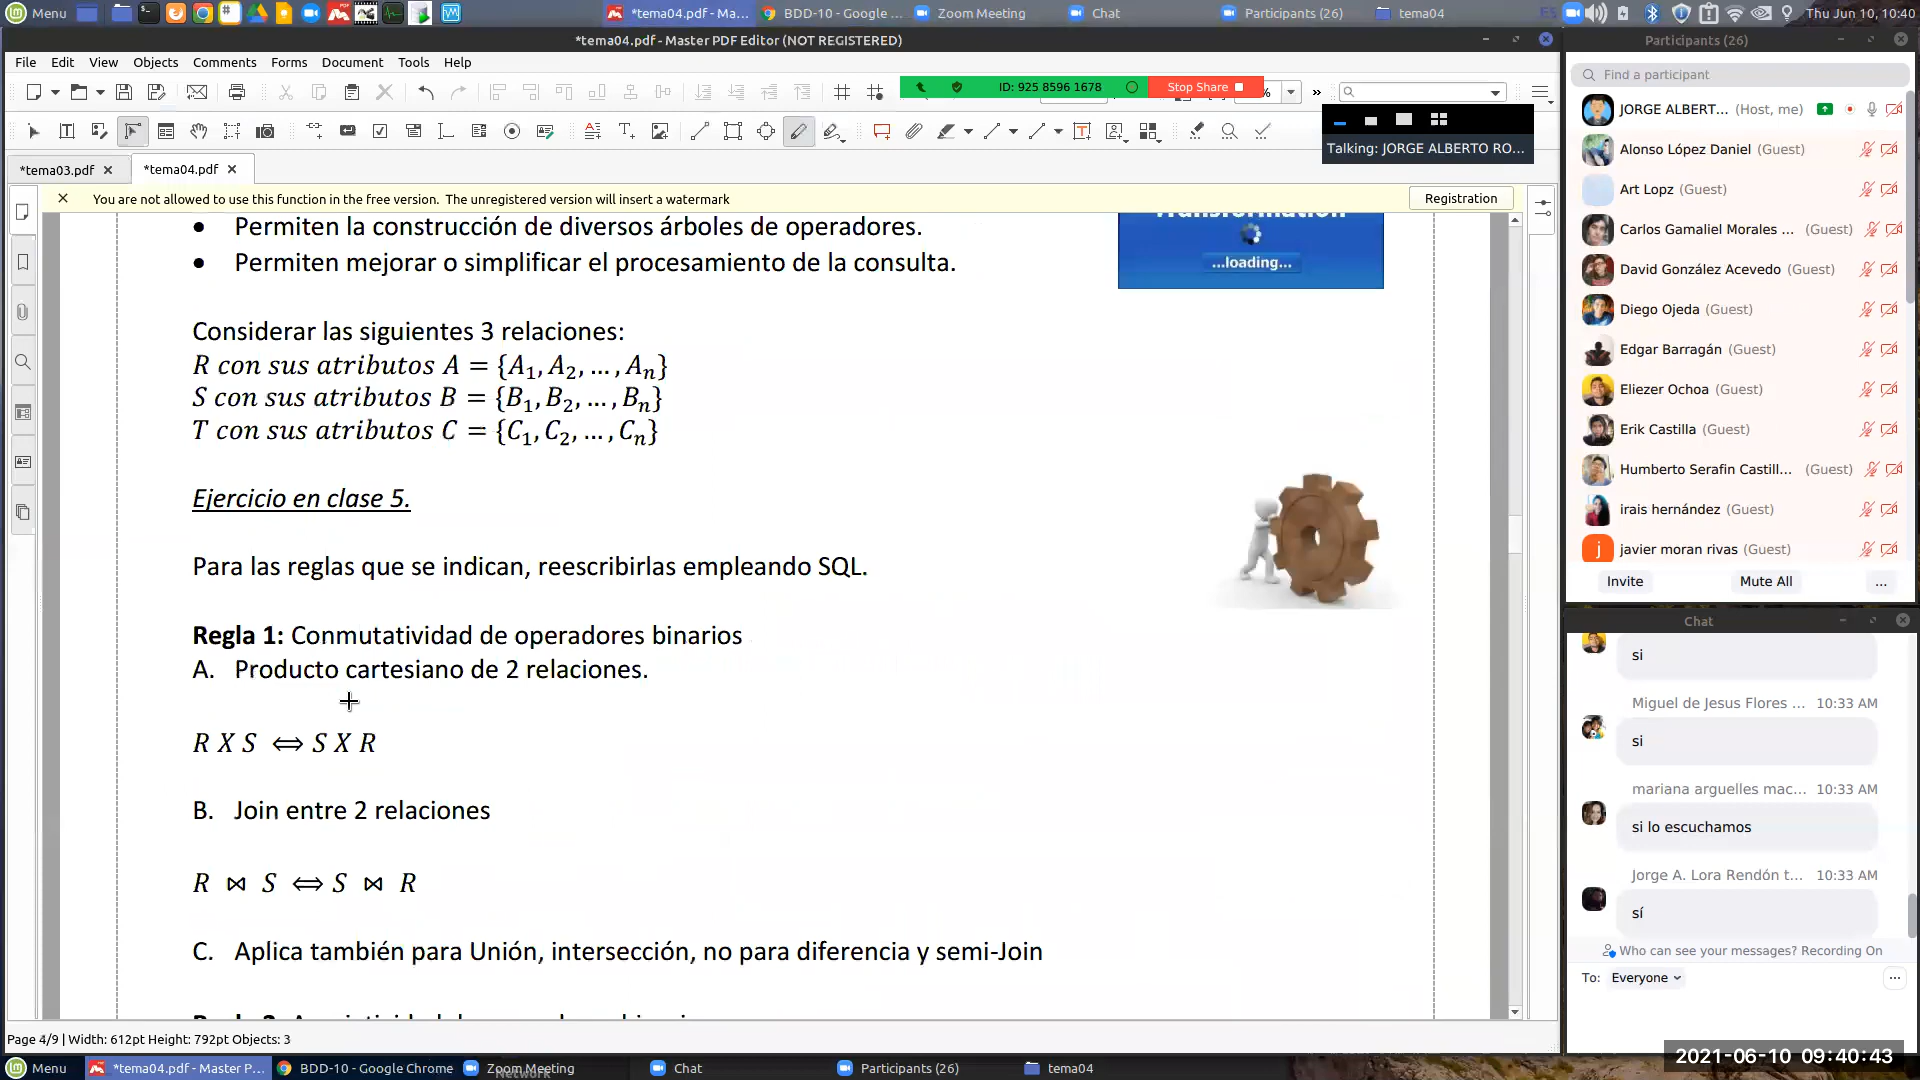 Menu
*tema04.pdf - Ma...
BDD-10 - Google ...
Zoom Meeting
Chat
Participants (26)
tema04
ES
Thu Jun 10, 10:40
*tema04.pdf - Master PDF Editor (NOT REGISTERED)
File Edit View Objects Comments Forms Document Tools Help
ID: 925 8596 1678
Stop Share
%
Talking: JORGE ALBERTO RO...
*tema03.pdf
*tema04.pdf
You are not allowed to use this function in the free version. The unregistered version will insert a watermark
Registration
• Permiten la construcción de diversos árboles de operadores.
• Permiten mejorar o simplificar el procesamiento de la consulta.
Transformation
...loading...
Considerar las siguientes 3 relaciones:
R con sus atributos A = {A1, A2, ... , An}
S con sus atributos B = {B1, B2, ... , Bn}
T con sus atributos C = {C1, C2, ... , Cn}
Ejercicio en clase 5.
Para las reglas que se indican, reescribirlas empleando SQL.
Regla 1: Conmutatividad de operadores binarios
A. Producto cartesiano de 2 relaciones.
R X S ⟺ S X R
B. Join entre 2 relaciones
R ⋈ S ⟺ S ⋈ R
C. Aplica también para Unión, intersección, no para diferencia y semi-Join
Page 4/9 | Width: 612pt Height: 792pt Objects: 3
Participants (26)
Find a participant
JORGE ALBERT... (Host, me)
Alonso López Daniel (Guest)
Art Lopz (Guest)
Carlos Gamaliel Morales ... (Guest)
David González Acevedo (Guest)
Diego Ojeda (Guest)
Edgar Barragán (Guest)
Eliezer Ochoa (Guest)
Erik Castilla (Guest)
Humberto Serafin Castill... (Guest)
irais hernández (Guest)
j
javier moran rivas (Guest)
Invite
Mute All
...
Chat
si
Miguel de Jesus Flores ... 10:33 AM
si
mariana arguelles mac... 10:33 AM
si lo escuchamos
Jorge A. Lora Rendón t... 10:33 AM
sí
Who can see your messages? Recording On
To: Everyone
2021-06-10 09:40:43
Menu
*tema04.pdf - Master P...
BDD-10 - Google Chrome
Zoom Meeting
Network
Chat
Participants (26)
tema04